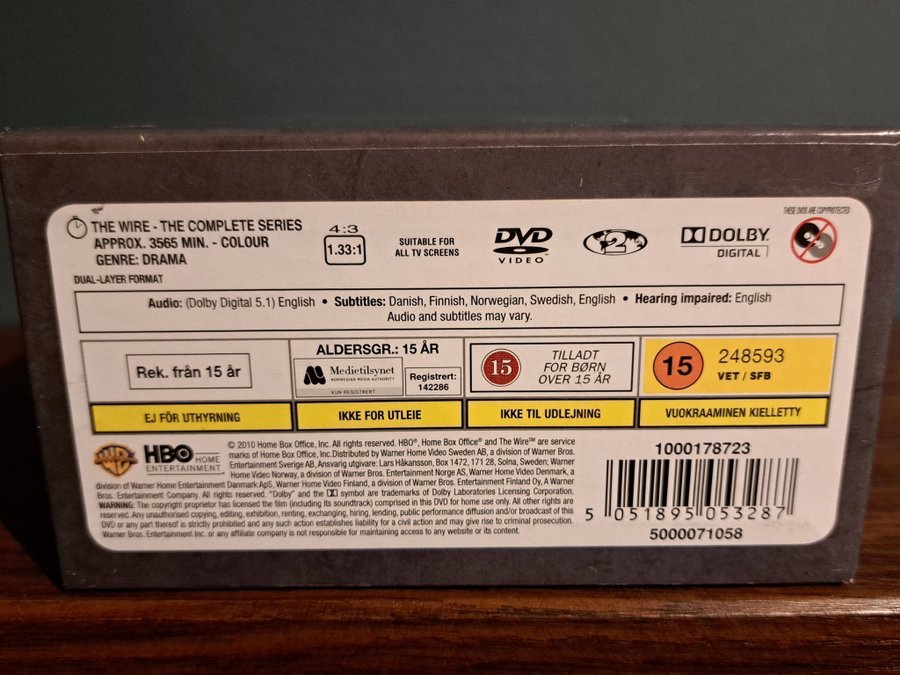 THE WIRE - THE COMPLETE SERIES
APPROX. 3565 MIN. - COLOUR
GENRE: DRAMA
DUAL-LAYER FORMAT
4:3
1.33:1
SUITABLE FOR
ALL TV SCREENS
DVD
VIDEO™
2
DOLBY
DIGITAL
THESE DVDS ARE COPYPROTECTED
Audio: (Dolby Digital 5.1) English • Subtitles: Danish, Finnish, Norwegian, Swedish, English • Hearing impaired: English
Audio and subtitles may vary.
Rek. från 15 år
EJ FÖR UTHYRNING
ALDERSGR.: 15 ÅR
Medietilsynet
NORWEGIAN MEDIA AUTHORITY
KUN REGISTRERT
Registrert:
142286
IKKE FOR UTLEIE
15
TILLADT
FOR BØRN
OVER 15 ÅR
IKKE TIL UDLEJNING
15
248593
VET / SFB
VUOKRAAMINEN KIELLETTY
WB
HBO HOME
ENTERTAINMENT
© 2010 Home Box Office, Inc. All rights reserved. HBO®, Home Box Office® and The Wire℠ are service
marks of Home Box Office, Inc.Distributed by Warner Home Video Sweden AB, a division of Warner Bros.
Entertainment Sverige AB, Ansvarig utgivare: Lars Håkansson, Box 1472, 171 28, Solna, Sweden; Warner
Home Video Norway, a division of Warner Bros. Entertainment Norge AS, Warner Home Video Denmark, a
division of Warner Home Entertainment Danmark ApS, Warner Home Video Finland, a division of Warner Bros. Entertainment Finland Oy, A Warner
Bros. Entertainment Company. All rights reserved. "Dolby" and the DD symbol are trademarks of Dolby Laboratories Licensing Corporation.
WARNING: The copyright proprietor has licensed the film (including its soundtrack) comprised in this DVD for home use only. All other rights are
reserved. Any unauthorised copying, editing, exhibition, renting, exchanging, hiring, lending, public performance diffusion and/or broadcast of this
DVD or any part thereof is strictly prohibited and any such action establishes liability for a civil action and may give rise to criminal prosecution.
Warner Bros. Entertainment Inc. or any affiliate company is not responsible for maintaining access to any website or its content.
1000178723
5 051895 053287
5000071058